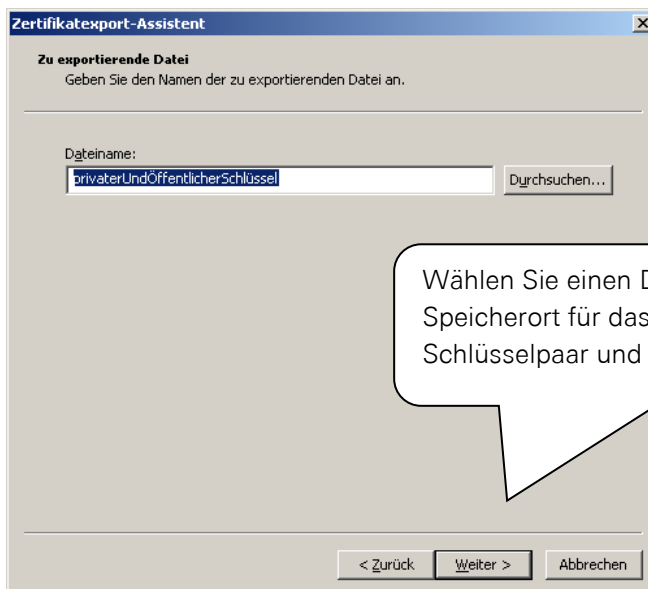 Zertifikatexport-Assistent
Zu exportierende Datei
Geben Sie den Namen der zu exportierenden Datei an.
Dateiname:
privaterUndÖffentlicherSchlüssel
Durchsuchen...
Wählen Sie einen
Speicherort für das
Schlüsselpaar und
< Zurück
Weiter >
Abbrechen